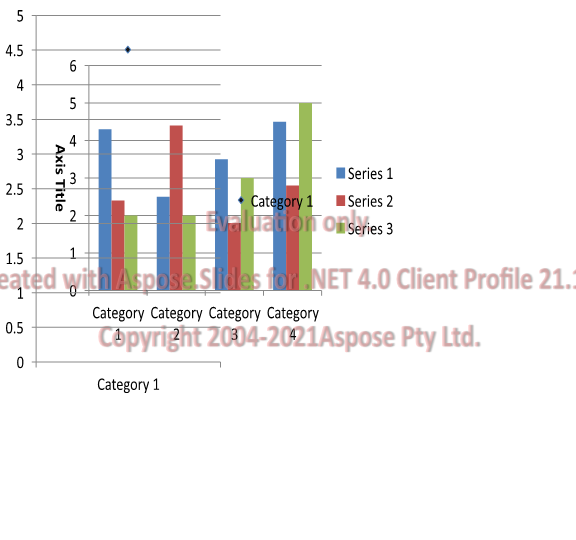 5
4.5
4
3.5
3
2.5
2
1.5
1
0.5
0
Category 1
Axis Title
6
5
4
3
2
1
0
Category 1
Category 2
Category 3
Category 4
Category 1
Series 1
Series 2
Series 3
Evaluation only.
eated with Aspose.Slides for .NET 4.0 Client Profile 21.1
Copyright 2004-2021Aspose Pty Ltd.